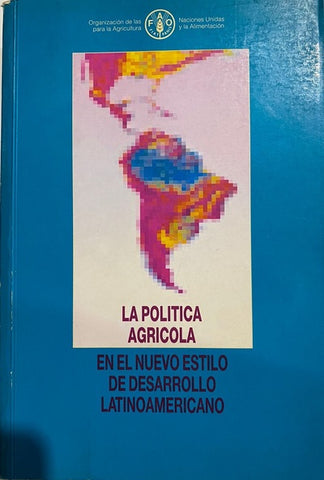 Organización de las
para la Agricultura
Naciones Unidas
y la Alimentación
FAO
LA POLITICA
AGRICOLA
EN EL NUEVO ESTILO
DE DESARROLLO
LATINOAMERICANO